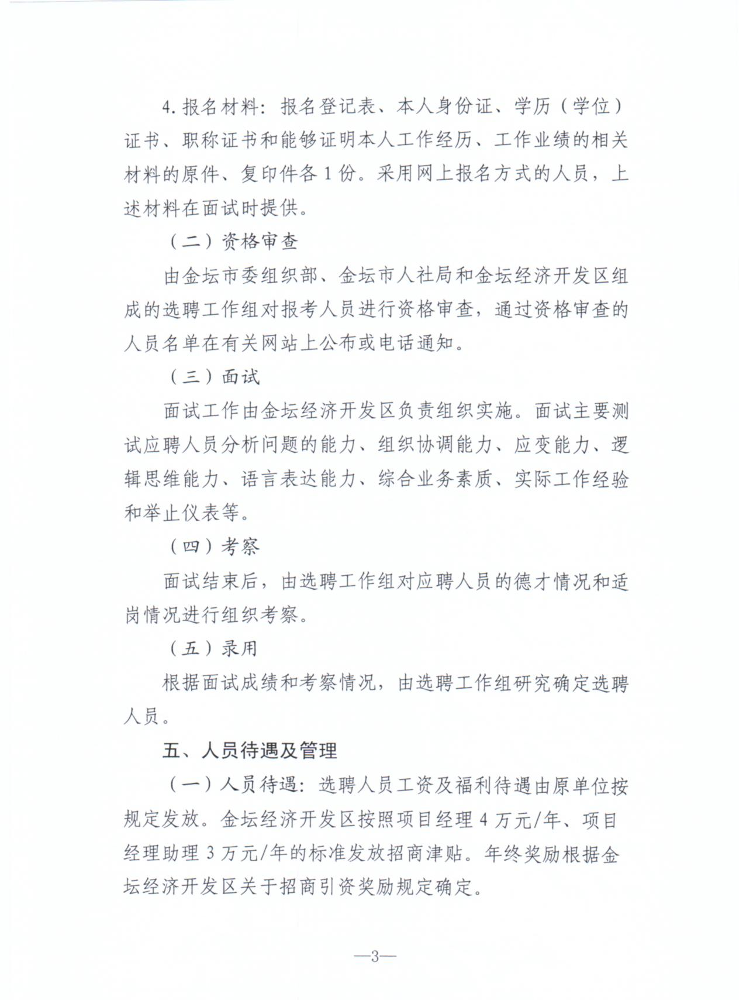 4.报名材料：报名登记表、本人身份证、学历（学位）
证书、职称证书和能够证明本人工作经历、工作业绩的相关
材料的原件、复印件各1份。采用网上报名方式的人员，上
述材料在面试时提供。
（二）资格审查
由金坛市委组织部、金坛市人社局和金坛经济开发区组
成的选聘工作组对报考人员进行资格审查，通过资格审查的
人员名单在有关网站上公布或电话通知。
（三）面试
面试工作由金坛经济开发区负责组织实施。面试主要测
试应聘人员分析问题的能力、组织协调能力、应变能力、逻
辑思维能力、语言表达能力、综合业务素质、实际工作经验
和举止仪表等。
（四）考察
面试结束后，由选聘工作组对应聘人员的德才情况和适
岗情况进行组织考察。
（五）录用
根据面试成绩和考察情况，由选聘工作组研究确定选聘
人员。
五、人员待遇及管理
（一）人员待遇：选聘人员工资及福利待遇由原单位按
规定发放。金坛经济开发区按照项目经理4万元/年、项目
经理助理3万元/年的标准发放招商津贴。年终奖励根据金
坛经济开发区关于招商引资奖励规定确定。
—3—